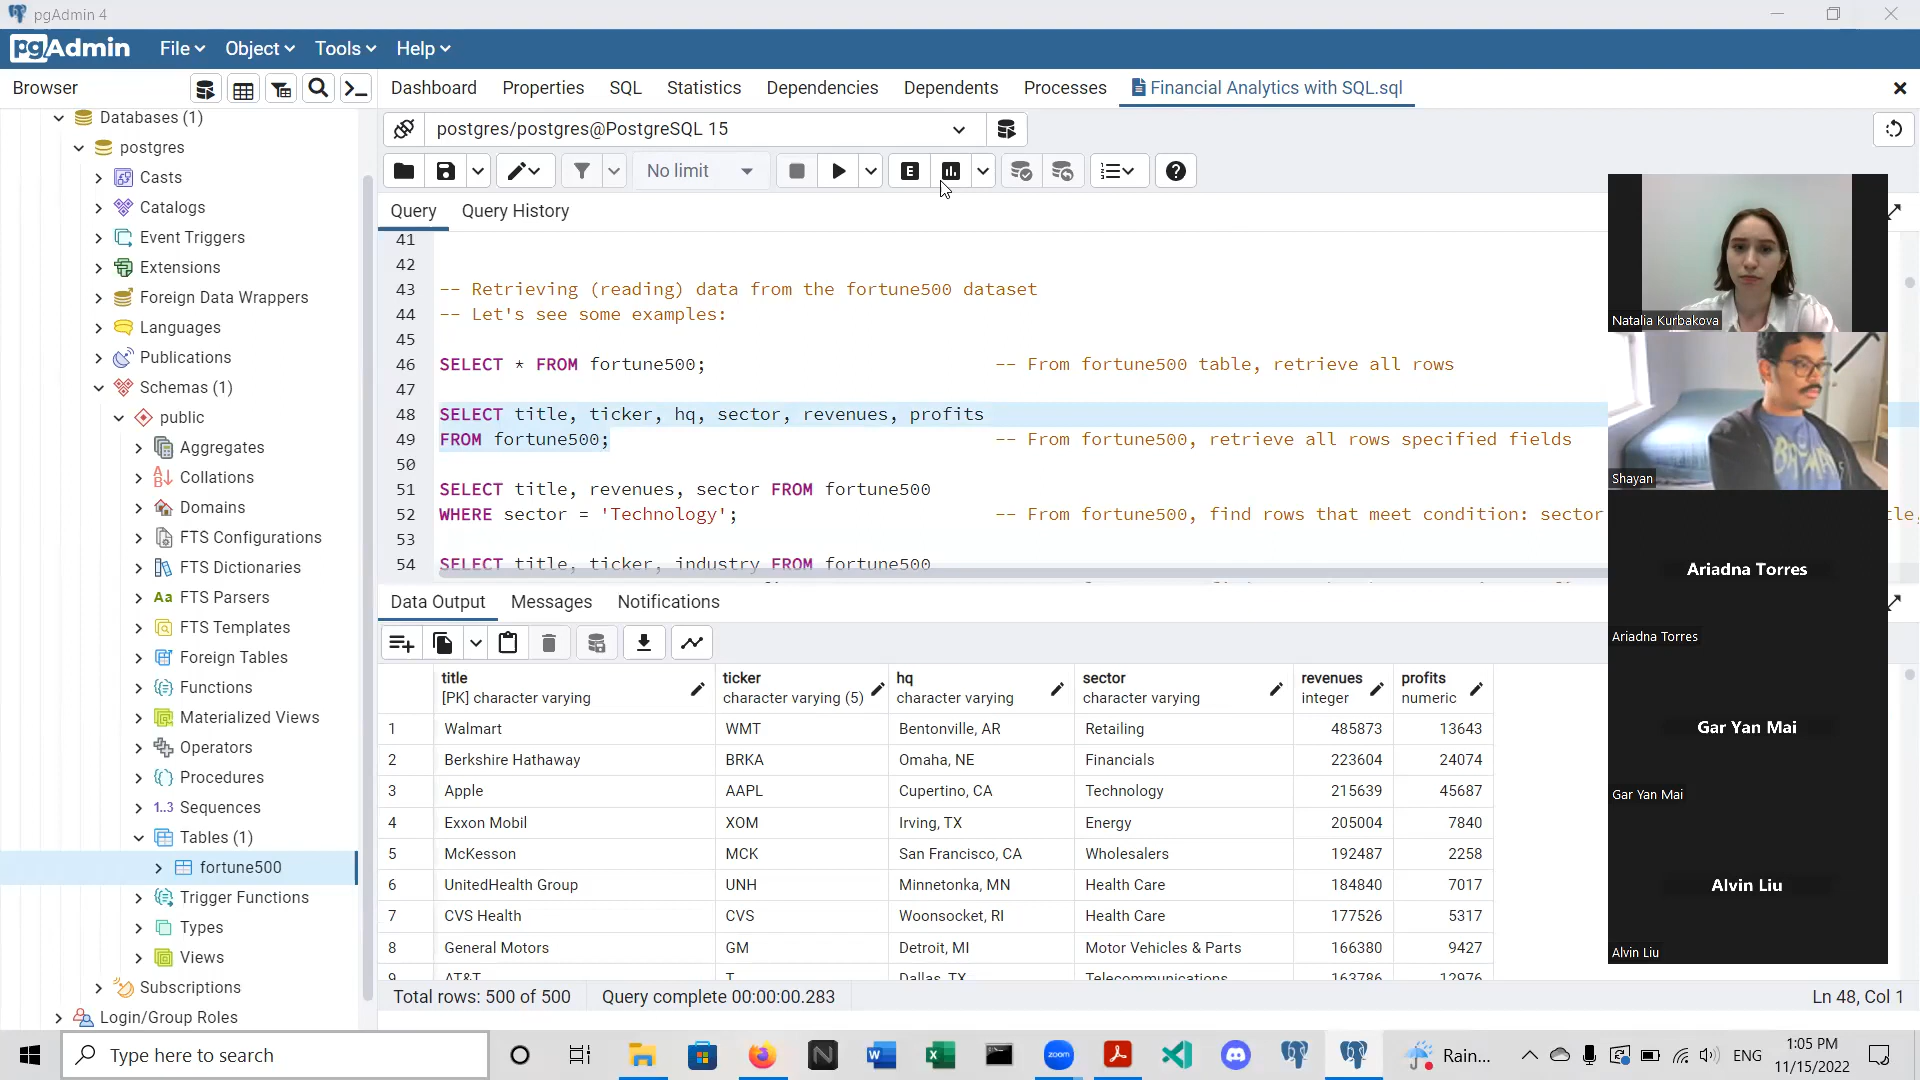 pgAdmin 4
pgAdmin File Object Tools Help
Browser
Dashboard Properties SQL Statistics Dependencies Dependents Processes Financial Analytics with SQL.sql
Databases (1)
postgres
Casts
Catalogs
Event Triggers
Extensions
Foreign Data Wrappers
Languages
Publications
Schemas (1)
public
Aggregates
Collations
Domains
FTS Configurations
FTS Dictionaries
Aa FTS Parsers
FTS Templates
Foreign Tables
Functions
Materialized Views
Operators
Procedures
1..3 Sequences
Tables (1)
fortune500
Trigger Functions
Types
Views
Subscriptions
Login/Group Roles
postgres/postgres@PostgreSQL 15
No limit
E
Query Query History
41
42
43 -- Retrieving (reading) data from the fortune500 dataset
44 -- Let's see some examples:
45
46 SELECT * FROM fortune500; -- From fortune500 table, retrieve all rows
47
48 SELECT title, ticker, hq, sector, revenues, profits
49 FROM fortune500; -- From fortune500, retrieve all rows specified fields
50
51 SELECT title, revenues, sector FROM fortune500
52 WHERE sector = 'Technology'; -- From fortune500, find rows that meet condition: sector
53
54 SELECT title, ticker, industry FROM fortune500
Data Output Messages Notifications
title ticker hq sector revenues profits
[PK] character varying character varying (5) character varying character varying integer numeric
1 Walmart WMT Bentonville, AR Retailing 485873 13643
2 Berkshire Hathaway BRKA Omaha, NE Financials 223604 24074
3 Apple AAPL Cupertino, CA Technology 215639 45687
4 Exxon Mobil XOM Irving, TX Energy 205004 7840
5 McKesson MCK San Francisco, CA Wholesalers 192487 2258
6 UnitedHealth Group UNH Minnetonka, MN Health Care 184840 7017
7 CVS Health CVS Woonsocket, RI Health Care 177526 5317
8 General Motors GM Detroit, MI Motor Vehicles & Parts 166380 9427
9 AT&T T Dallas, TX Telecommunications 163786 12976
Total rows: 500 of 500 Query complete 00:00:00.283 Ln 48, Col 1
Natalia Kurbakova
Shayan
Ariadna Torres
Ariadna Torres
Gar Yan Mai
Gar Yan Mai
Alvin Liu
Alvin Liu
Type here to search
zoom
Rain...
ENG
1:05 PM
11/15/2022